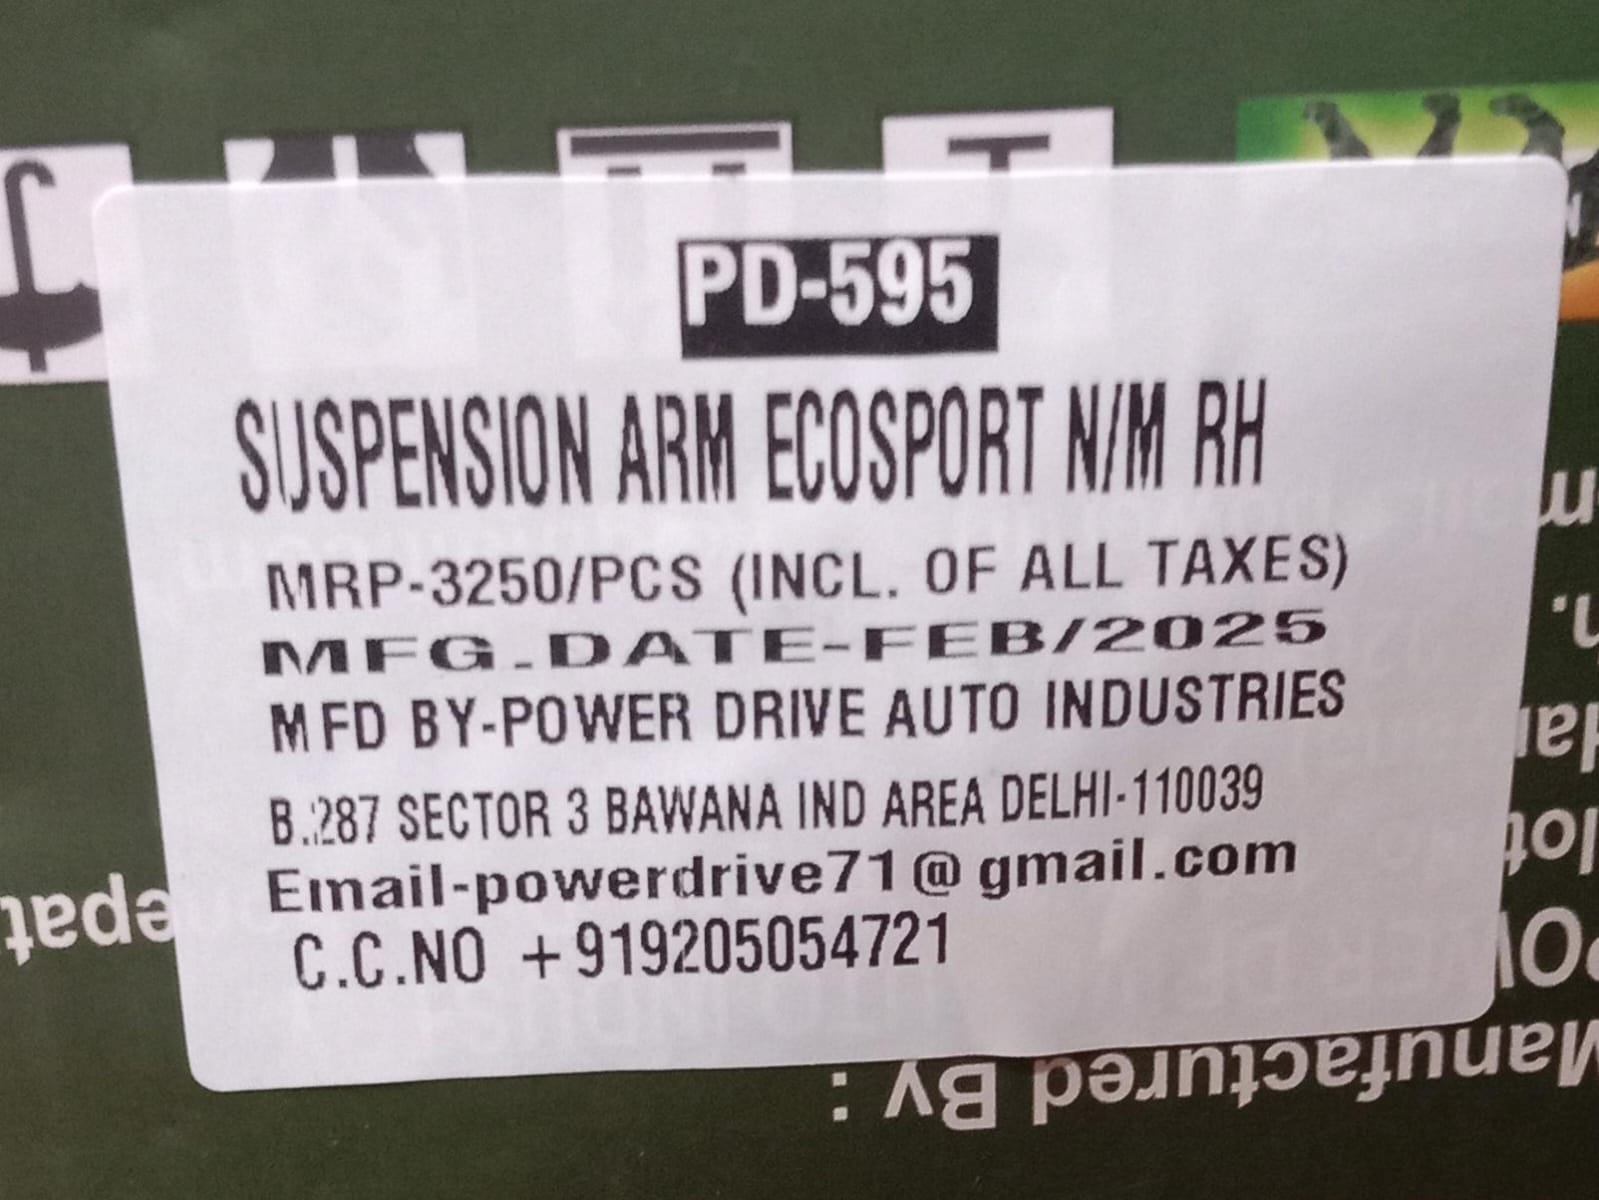 PD-595
SUSPENSION ARM ECOSPORT N/M RH
MRP-3250/PCS (INCL. OF ALL TAXES)
MFG.DATE-FEB/2025
MFD BY-POWER DRIVE AUTO INDUSTRIES
B.287 SECTOR 3 BAWANA IND AREA DELHI-110039
Email-powerdrive71@gmail.com
C.C.NO +919205054721
Manufactured By :